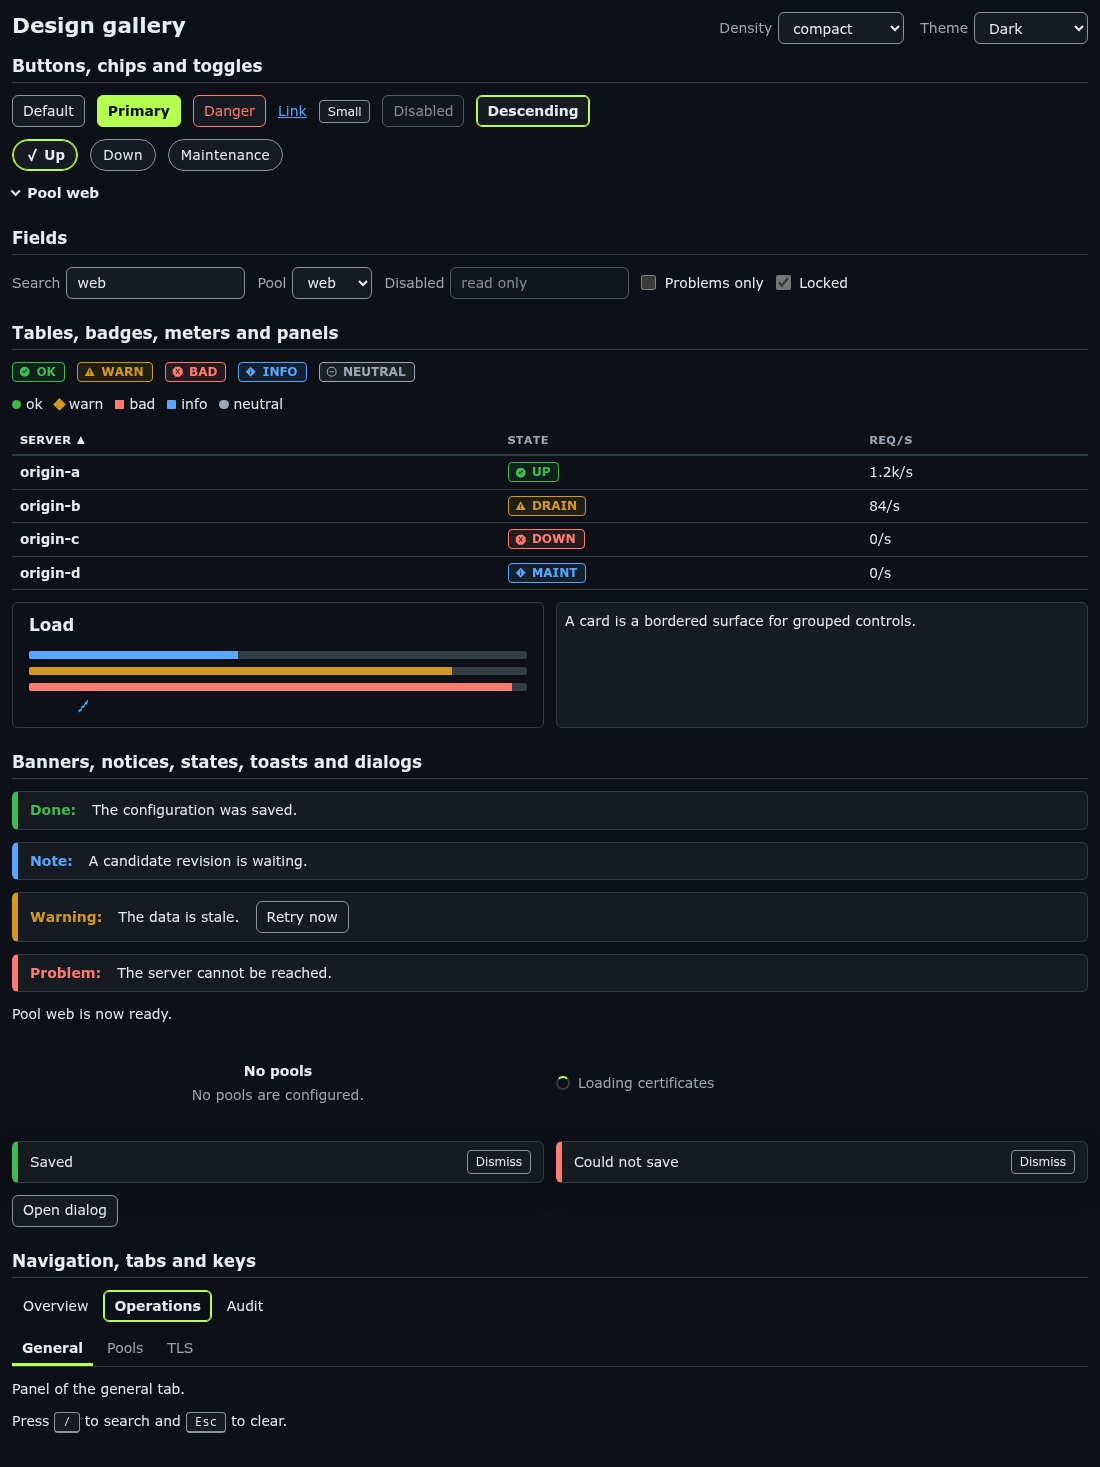 Design gallery
Density compact Theme Dark
Buttons, chips and toggles
Default Primary Danger Link Small Disabled Descending
✓ Up Down Maintenance
Pool web
Fields
Search web Pool web Disabled read only Problems only Locked
Tables, badges, meters and panels
OK WARN BAD INFO NEUTRAL
ok warn bad info neutral
SERVER ▲ STATE REQ/S
origin-a UP 1.2k/s
origin-b DRAIN 84/s
origin-c DOWN 0/s
origin-d MAINT 0/s
Load
A card is a bordered surface for grouped controls.
Banners, notices, states, toasts and dialogs
Done: The configuration was saved.
Note: A candidate revision is waiting.
Warning: The data is stale. Retry now
Problem: The server cannot be reached.
Pool web is now ready.
No pools
No pools are configured.
Loading certificates
Saved Dismiss
Could not save Dismiss
Open dialog
Navigation, tabs and keys
Overview Operations Audit
General Pools TLS
Panel of the general tab.
Press / to search and Esc to clear.